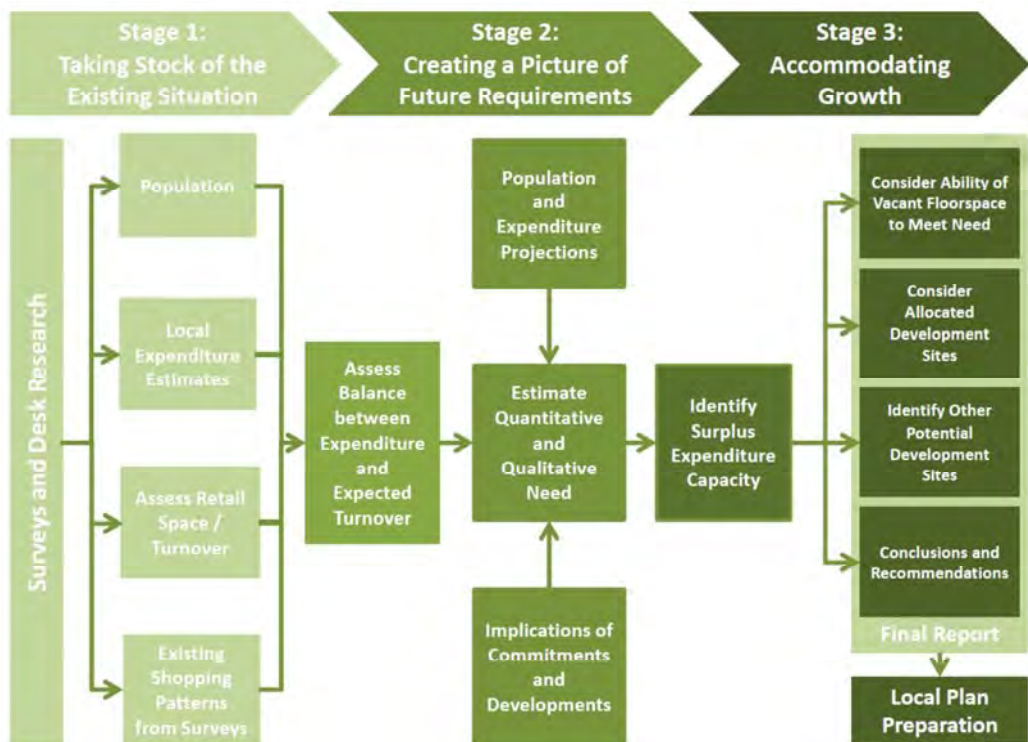 Stage 1:
Taking Stock of the
Existing Situation
Stage 2:
Creating a Picture of
Future Requirements
Stage 3:
Accommodating
Growth
Surveys and Desk Research
Population
Local
Expenditure
Estimates
Assess Retail
Space /
Turnover
Existing
Shopping
Patterns
from Surveys
Assess
Balance
between
Expenditure
and
Expected
Turnover
Population
and
Expenditure
Projections
Estimate
Quantitative
and
Qualitative
Need
Implications of
Commitments
and
Developments
Identify
Surplus
Expenditure
Capacity
Consider Ability of
Vacant Floorspace
to Meet Need
Consider
Allocated
Development
Sites
Identify Other
Potential
Development
Sites
Conclusions and
Recommendations
Final Report
Local Plan
Preparation